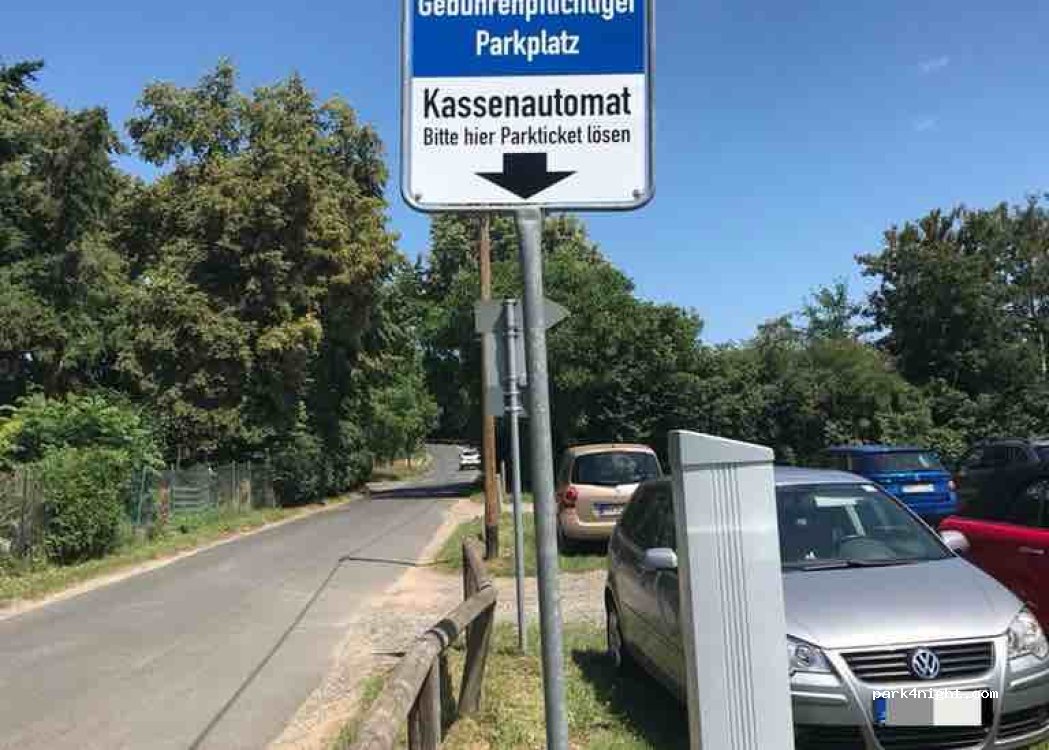 Gebührenpflichtiger
Parkplatz
Kassenautomat
Bitte hier Parkticket lösen
park4night.com